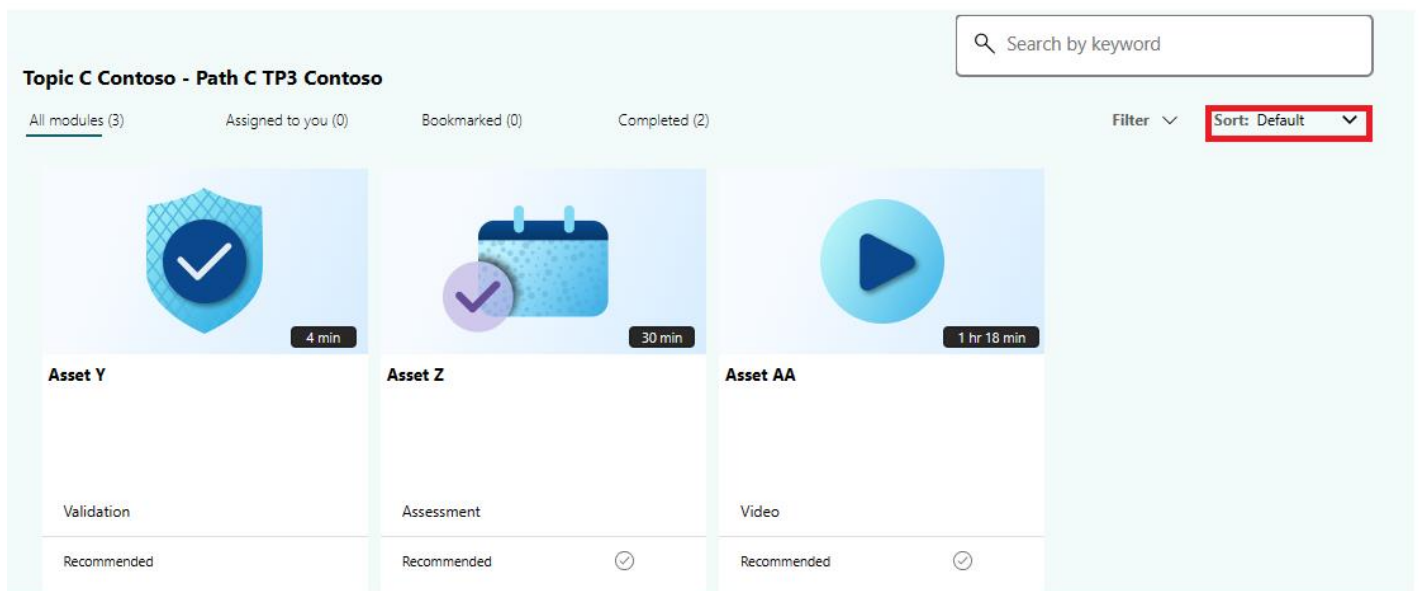 Search by keyword
Topic C Contoso - Path C TP3 Contoso
All modules (3) Assigned to you (0) Bookmarked (0) Completed (2) Filter Sort: Default
4 min 30 min 1 hr 18 min
Asset Y Asset Z Asset AA
Validation Assessment Video
Recommended Recommended Recommended